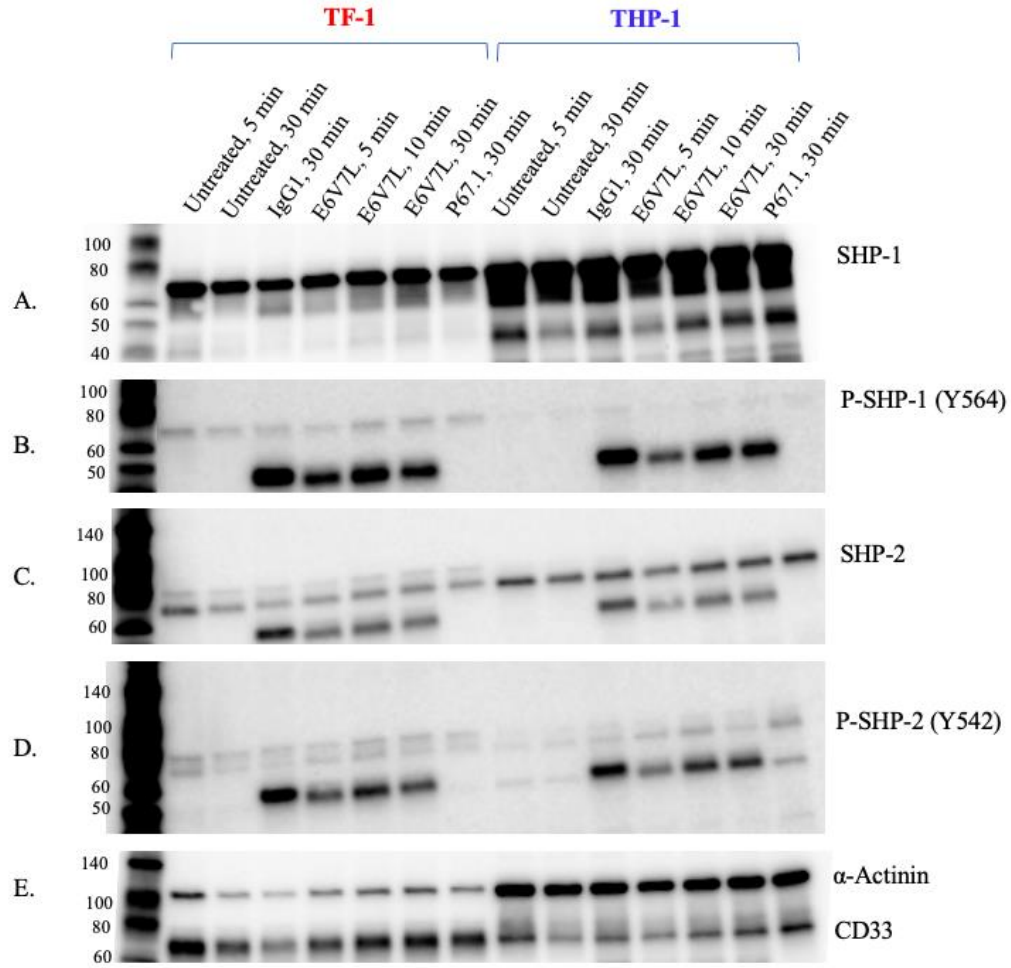 TF-1 THP-1
Untreated, 5 min
Untreated, 30 min
IgG1, 30 min
E6V7L, 5 min
E6V7L, 10 min
E6V7L, 30 min
P67.1, 30 min
Untreated, 5 min
Untreated, 30 min
IgG1, 30 min
E6V7L, 5 min
E6V7L, 10 min
E6V7L, 30 min
P67.1, 30 min
A.
100
80
60
50
40
SHP-1
B.
100
80
60
50
P-SHP-1 (Y564)
C.
140
100
80
60
SHP-2
D.
140
100
80
60
50
P-SHP-2 (Y542)
E.
140
100
80
60
α-Actinin
CD33